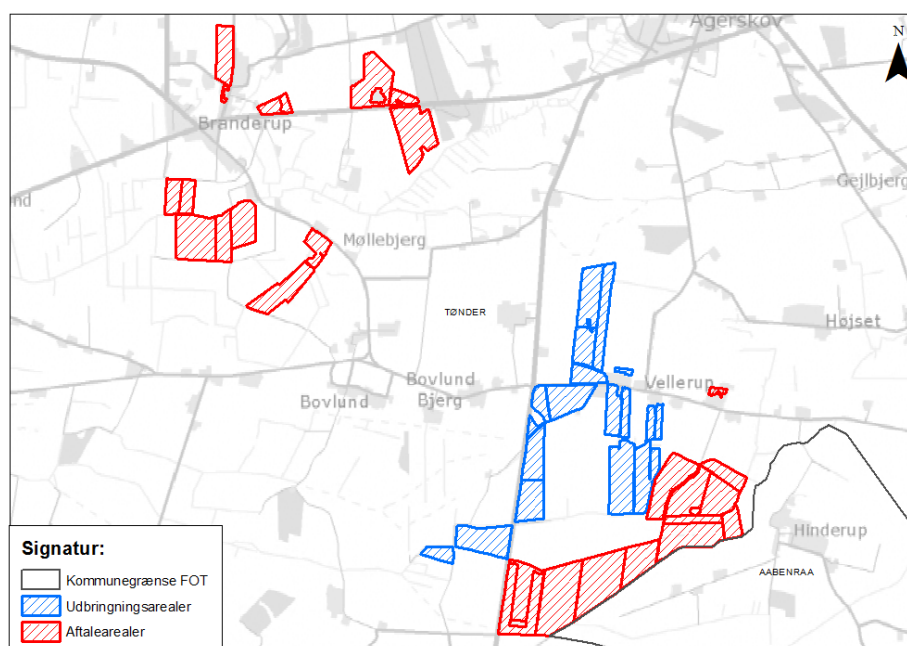 Agerskov
N
Branderup
Gejlbjerg
nd
Møllebjerg
TØNDER
Højset
Vellerup
Bovlund
Bjerg
Bovlund
Hinderup
AABENRAA
Signatur:
Kommunegrænse FOT
Udbringningsarealer
Aftalearealer